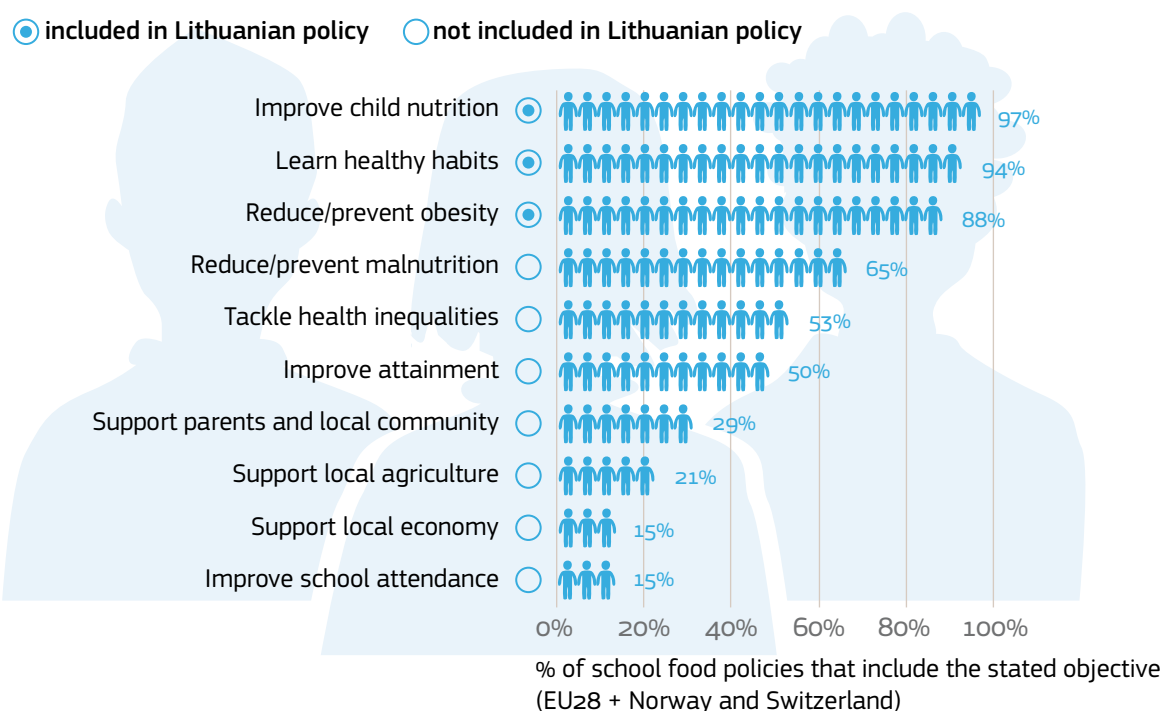 included in Lithuanian policy not included in Lithuanian policy
Improve child nutrition 97%
Learn healthy habits 94%
Reduce/prevent obesity 88%
Reduce/prevent malnutrition 65%
Tackle health inequalities 53%
Improve attainment 50%
Support parents and local community 29%
Support local agriculture 21%
Support local economy 15%
Improve school attendance 15%
0% 20% 40% 60% 80% 100%
% of school food policies that include the stated objective
(EU28 + Norway and Switzerland)